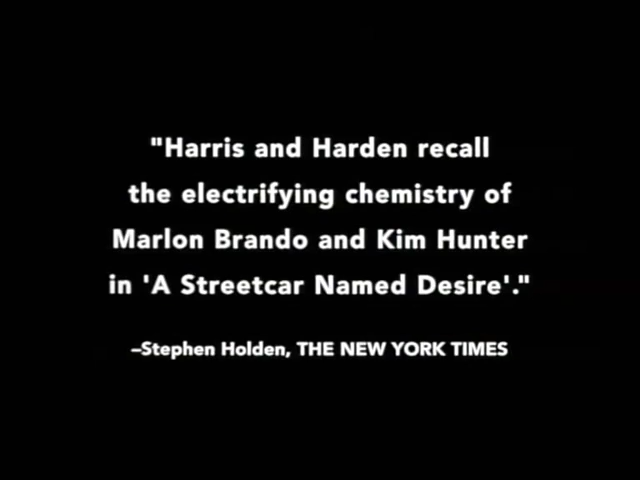 "Harris and Harden recall
the electrifying chemistry of
Marlon Brando and Kim Hunter
in 'A Streetcar Named Desire'."
–Stephen Holden, THE NEW YORK TIMES